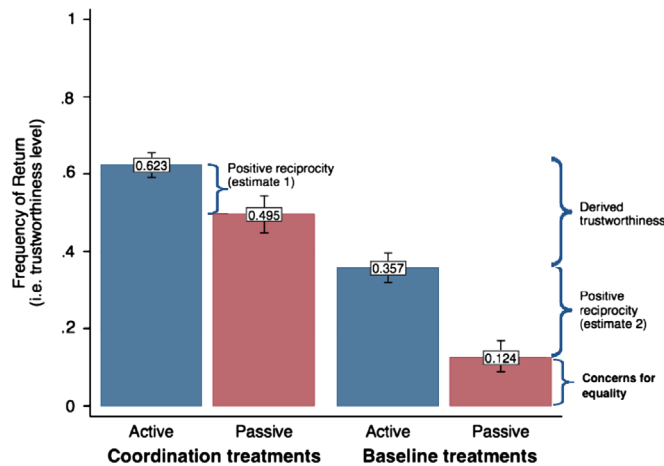 Frequency of Return
(i.e. trustworthiness level)
1
.8
.6
.4
.2
0
0.623
0.495
0.357
0.124
Positive reciprocity
(estimate 1)
Derived
trustworthiness
Positive
reciprocity
(estimate 2)
Concerns for
equality
Active
Passive
Active
Passive
Coordination treatments
Baseline treatments